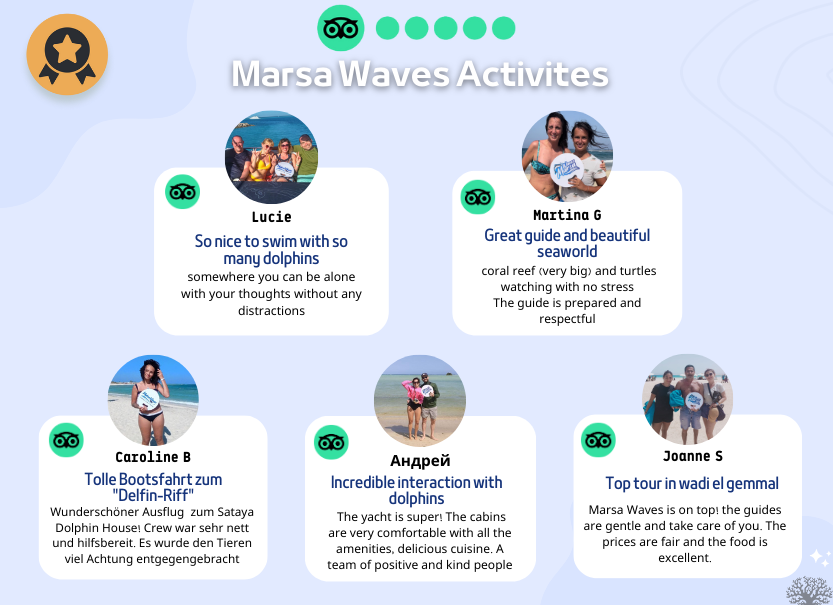 Marsa Waves Activites
Lucie
So nice to swim with so
many dolphins
somewhere you can be alone
with your thoughts without any
distractions
Martina G
Great guide and beautiful
seaworld
coral reef (very big) and turtles
watching with no stress
The guide is prepared and
respectful
Caroline B
Tolle Bootsfahrt zum
"Delfin-Riff"
Wunderschöner Ausflug zum Sataya
Dolphin House! Crew war sehr nett
und hilfsbereit. Es wurde den Tieren
viel Achtung entgegengebracht
Андрей
Incredible interaction with
dolphins
The yacht is super! The cabins
are very comfortable with all the
amenities, delicious cuisine. A
team of positive and kind people
Joanne S
Top tour in wadi el gemmal
Marsa Waves is on top! the guides
are gentle and take care of you. The
prices are fair and the food is
excellent.